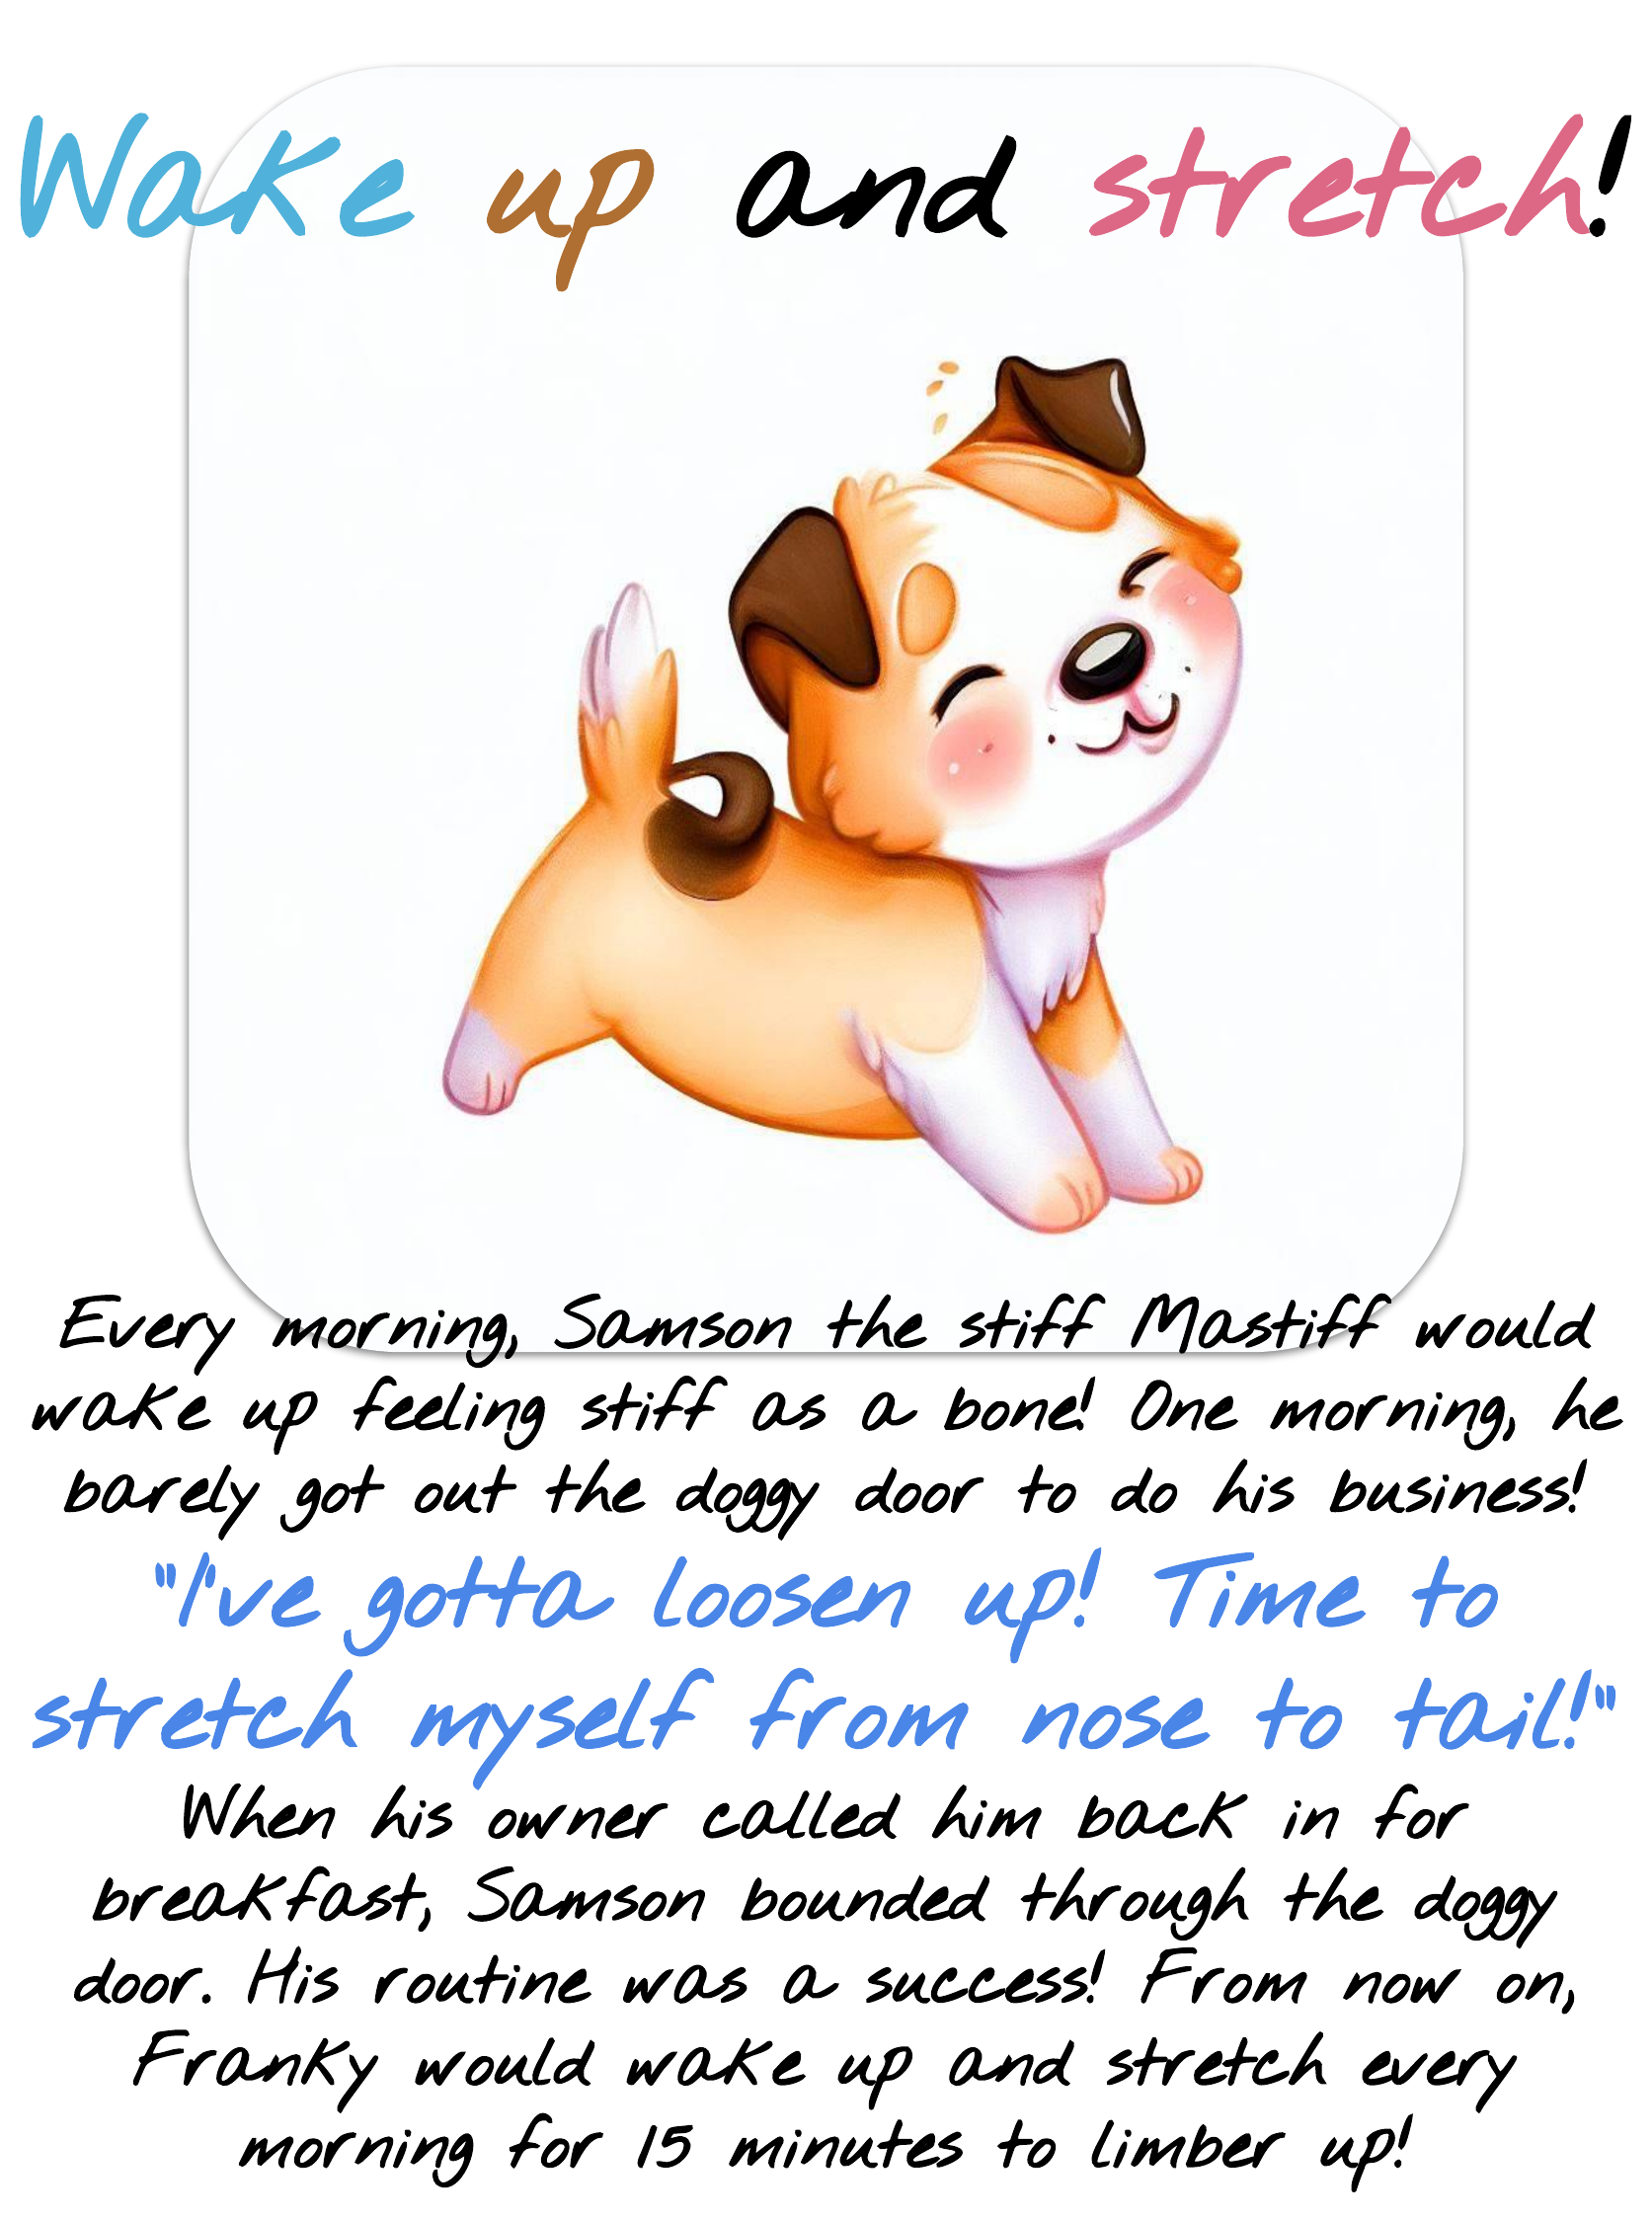 Wake up and stretch!
Every morning, Samson the stiff Mastiff would
wake up feeling stiff as a bone! One morning, he
barely got out the doggy door to do his business!
"I've gotta loosen up! Time to
stretch myself from nose to tail!"
When his owner called him back in for
breakfast, Samson bounded through the doggy
door. His routine was a success! From now on,
Franky would wake up and stretch every
morning for 15 minutes to limber up!